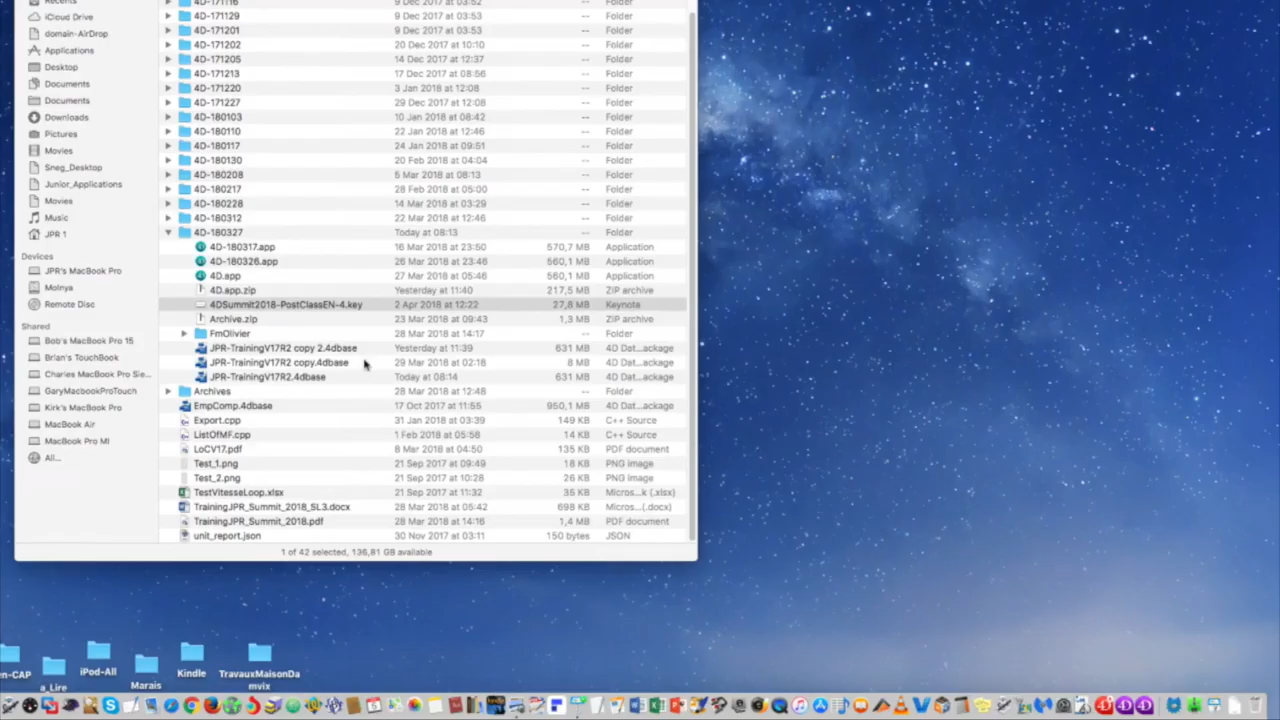 Recents
4D-171116 9 Dec 2017 at 03:52 -- Folder
iCloud Drive 4D-171129 9 Dec 2017 at 03:53 -- Folder
domain-AirDrop 4D-171201 9 Dec 2017 at 03:53 -- Folder
Applications 4D-171202 20 Dec 2017 at 10:10 -- Folder
Desktop 4D-171205 14 Dec 2017 at 12:37 -- Folder
Documents 4D-171213 17 Dec 2017 at 08:56 -- Folder
Documents 4D-171220 3 Jan 2018 at 12:08 -- Folder
Downloads 4D-171227 29 Dec 2017 at 12:08 -- Folder
Pictures 4D-180103 10 Jan 2018 at 08:42 -- Folder
Movies 4D-180110 22 Jan 2018 at 12:46 -- Folder
Sneg_Desktop 4D-180117 24 Jan 2018 at 09:51 -- Folder
Junior_Applications 4D-180130 20 Feb 2018 at 04:04 -- Folder
Movies 4D-180208 5 Mar 2018 at 08:13 -- Folder
Music 4D-180217 28 Feb 2018 at 05:00 -- Folder
JPR 1 4D-180228 14 Mar 2018 at 03:29 -- Folder
4D-180312 22 Mar 2018 at 12:46 -- Folder
4D-180327 Today at 08:13 -- Folder
Devices 4D-180317.app 16 Mar 2018 at 23:50 570,7 MB Application
JPR's MacBook Pro 4D-180326.app 26 Mar 2018 at 23:46 560,1 MB Application
Molnya 4D.app 27 Mar 2018 at 05:46 560,1 MB Application
Remote Disc 4D.app.zip Yesterday at 11:40 217,5 MB ZIP archive
4DSummit2018-PostClassEN-4.key 2 Apr 2018 at 12:22 27,8 MB Keynote
Shared Archive.zip 23 Mar 2018 at 09:43 1,3 MB ZIP archive
Bob's MacBook Pro 15 FmOlivier 28 Mar 2018 at 14:17 -- Folder
Brian's TouchBook JPR-TrainingV17R2 copy 2.4dbase Yesterday at 11:39 631 MB 4D Dat...ackage
Charles MacBook Pro Sie... JPR-TrainingV17R2 copy.4dbase 29 Mar 2018 at 02:18 8 MB 4D Dat...ackage
GaryMacbookProTouch JPR-TrainingV17R2.4dbase Today at 08:14 631 MB 4D Dat...ackage
Kirk's MacBook Pro Archives 28 Mar 2018 at 12:48 -- Folder
MacBook Air EmpComp.4dbase 17 Oct 2017 at 11:55 950,1 MB 4D Dat...ackage
MacBook Pro MI Export.cpp 31 Jan 2018 at 03:39 149 KB C++ Source
All... ListOfMF.cpp 1 Feb 2018 at 05:58 14 KB C++ Source
LoCV17.pdf 8 Mar 2018 at 04:50 135 KB PDF document
Test_1.png 21 Sep 2017 at 09:49 18 KB PNG image
Test_2.png 21 Sep 2017 at 10:28 26 KB PNG image
TestVitesseLoop.xlsx 21 Sep 2017 at 11:32 35 KB Micros...k (.xlsx)
TrainingJPR_Summit_2018_SL3.docx 28 Mar 2018 at 05:42 698 KB Micros...(.docx)
TrainingJPR_Summit_2018.pdf 28 Mar 2018 at 14:16 1,4 MB PDF document
unit_report.json 30 Nov 2017 at 03:11 150 bytes JSON
1 of 42 selected, 136,81 GB available
en-CAP a_Lire iPod-All Marais Kindle TravauxMaisonDa
mvix